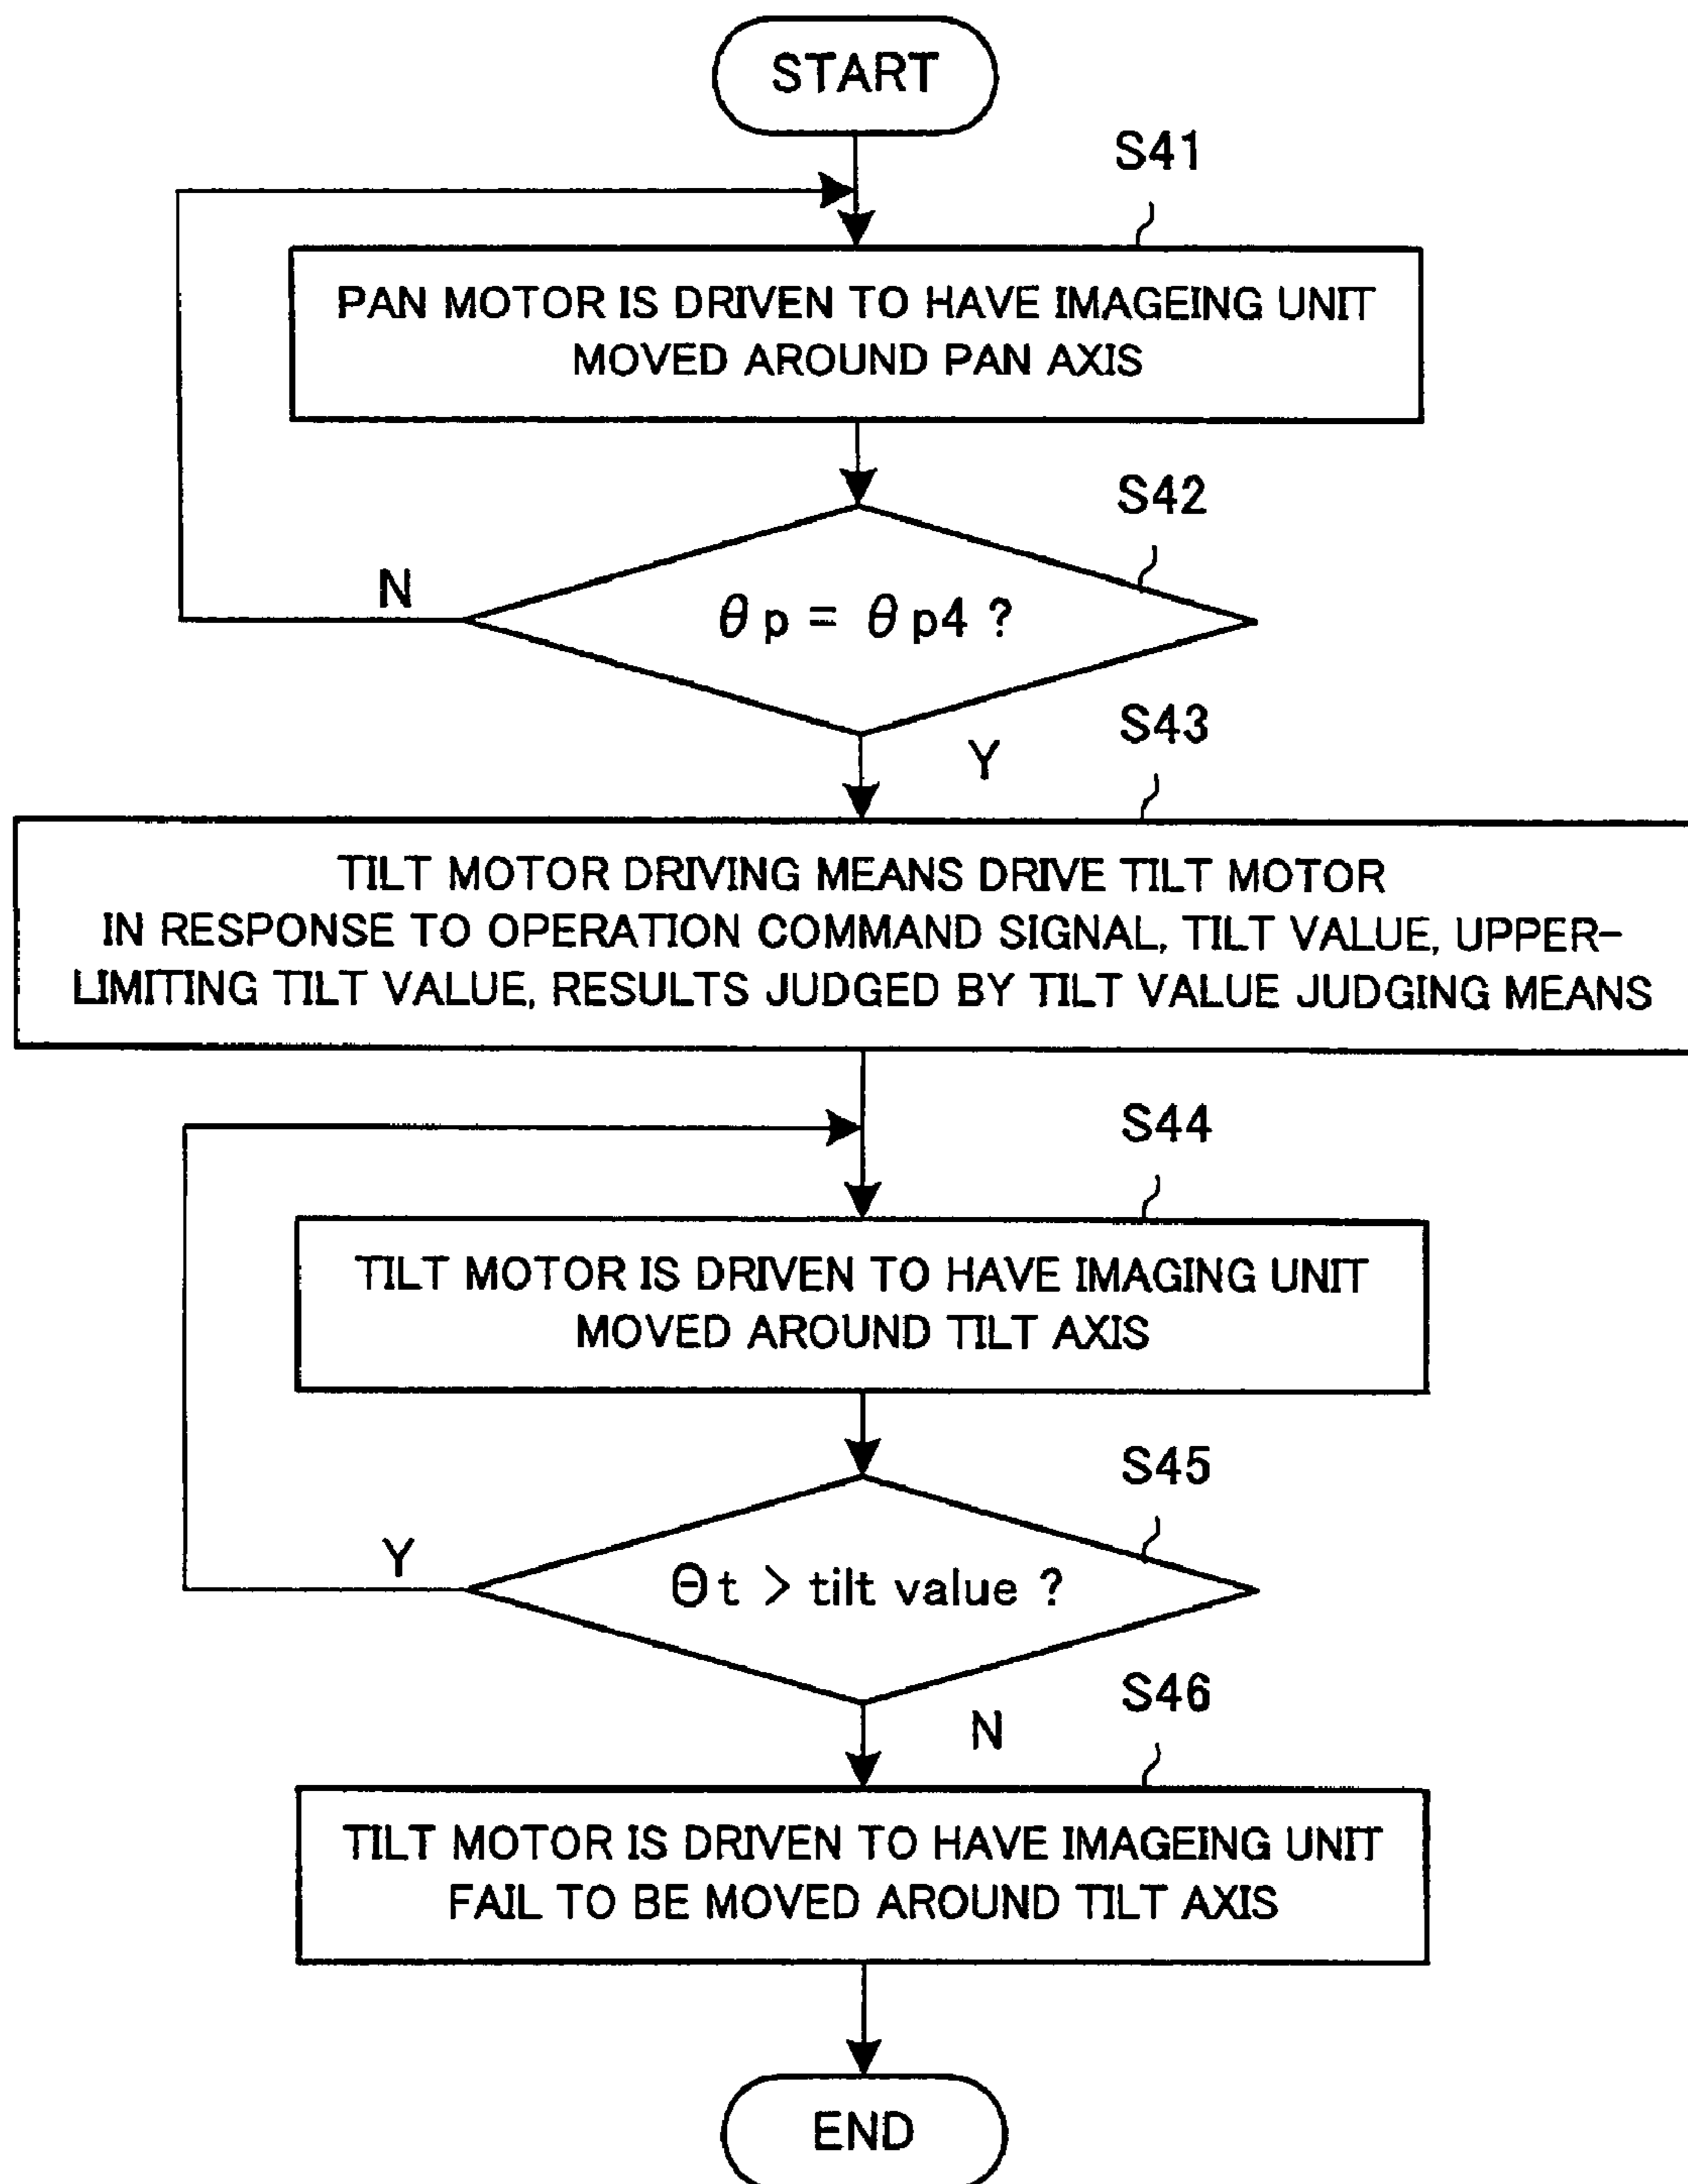 START
S41
PAN MOTOR IS DRIVEN TO HAVE IMAGEING UNIT
MOVED AROUND PAN AXIS
S42
N
θp = θp4 ?
S43
Y
TILT MOTOR DRIVING MEANS DRIVE TILT MOTOR
IN RESPONSE TO OPERATION COMMAND SIGNAL, TILT VALUE, UPPER-
LIMITING TILT VALUE, RESULTS JUDGED BY TILT VALUE JUDGING MEANS
S44
TILT MOTOR IS DRIVEN TO HAVE IMAGING UNIT
MOVED AROUND TILT AXIS
S45
Y
Θt > tilt value ?
S46
N
TILT MOTOR IS DRIVEN TO HAVE IMAGEING UNIT
FAIL TO BE MOVED AROUND TILT AXIS
END